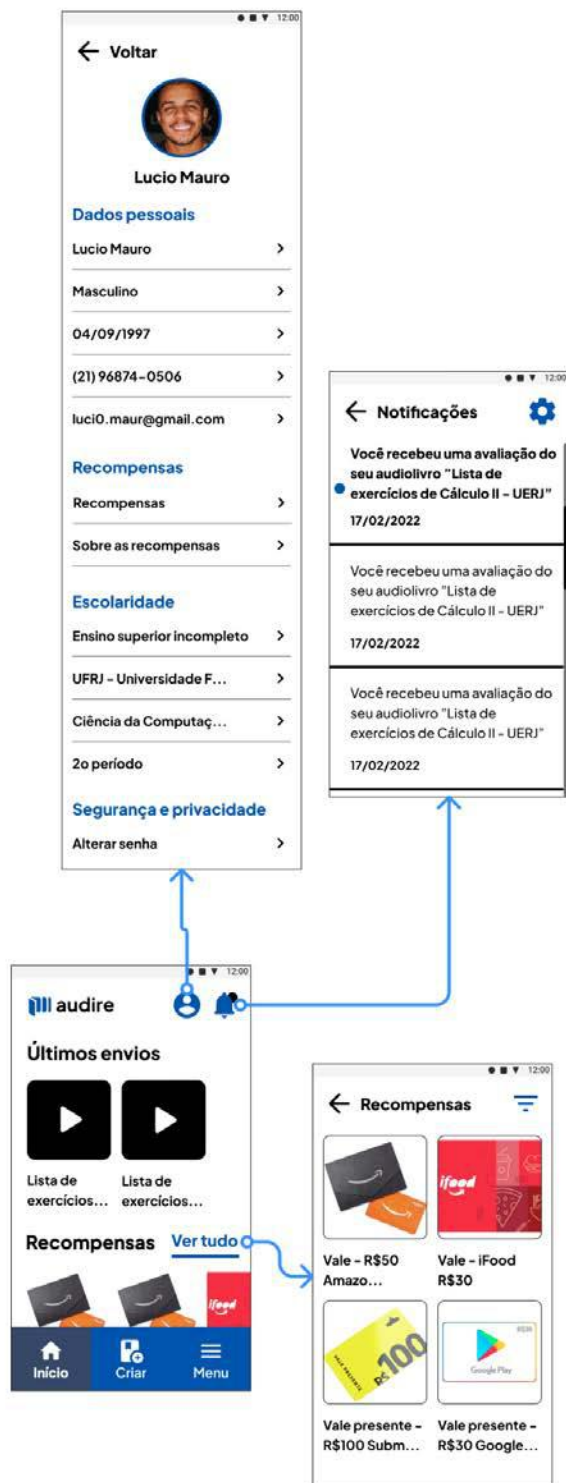 12:00
Voltar
Lucio Mauro
Dados pessoais
Lucio Mauro
Masculino
04/09/1997
(21) 96874-0506
luci0.maur@gmail.com
Recompensas
Recompensas
Sobre as recompensas
Escolaridade
Ensino superior incompleto
UFRJ - Universidade F...
Ciência da Computaç...
2o período
Segurança e privacidade
Alterar senha
12:00
Notificações
Você recebeu uma avaliação do
seu audiolivro "Lista de
exercícios de Cálculo II - UERJ"
17/02/2022
Você recebeu uma avaliação do
seu audiolivro "Lista de
exercícios de Cálculo II - UERJ"
17/02/2022
Você recebeu uma avaliação do
seu audiolivro "Lista de
exercícios de Cálculo II - UERJ"
17/02/2022
12:00
audire
Últimos envios
Lista de
exercícios...
Lista de
exercícios...
Recompensas
Ver tudo
ifood
Início
Criar
Menu
12:00
Recompensas
ifood
Vale - R$50
Amazo...
Vale - iFood
R$30
VALE PRESENTE
R$100
R$30
Google Play
Vale presente -
R$100 Subm...
Vale presente -
R$30 Google...